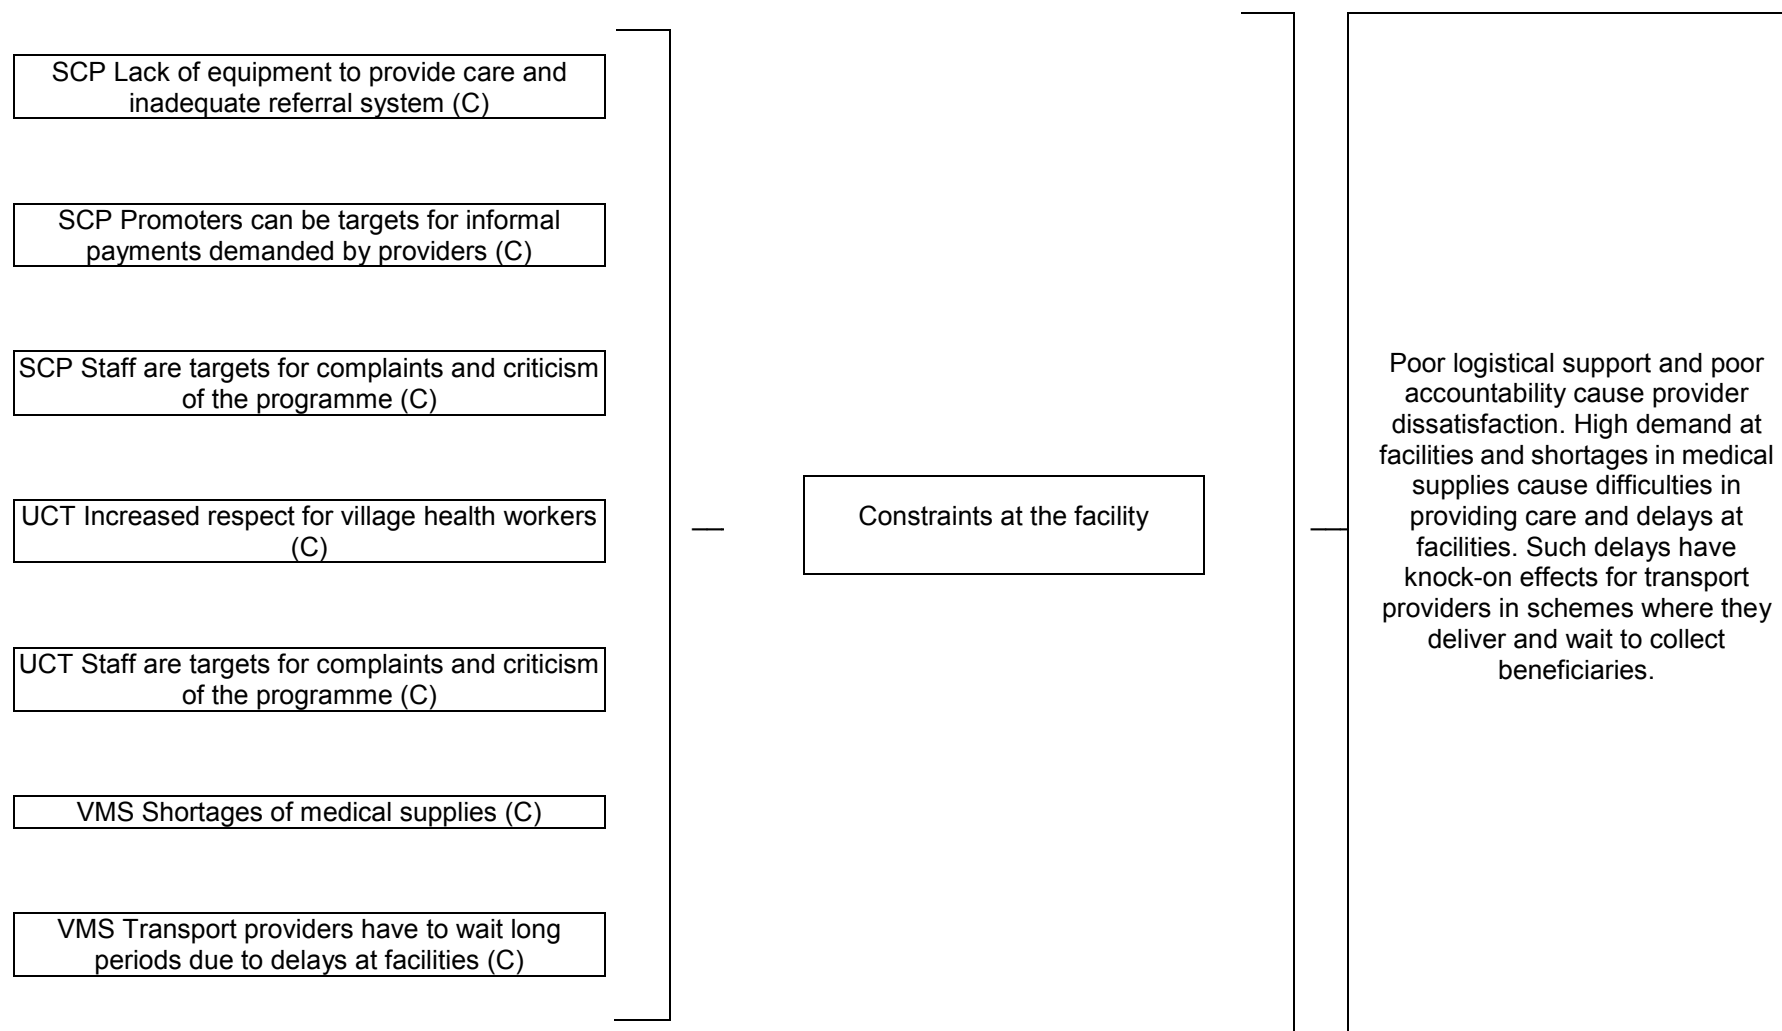 SCP Lack of equipment to provide care and
inadequate referral system (C)
SCP Promoters can be targets for informal
payments demanded by providers (C)
SCP Staff are targets for complaints and criticism
of the programme (C)
UCT Increased respect for village health workers
(C)
UCT Staff are targets for complaints and criticism
of the programme (C)
VMS Shortages of medical supplies (C)
VMS Transport providers have to wait long
periods due to delays at facilities (C)
Constraints at the facility
Poor logistical support and poor
accountability cause provider
dissatisfaction. High demand at
facilities and shortages in medical
supplies cause difficulties in
providing care and delays at
facilities. Such delays have
knock-on effects for transport
providers in schemes where they
deliver and wait to collect
beneficiaries.